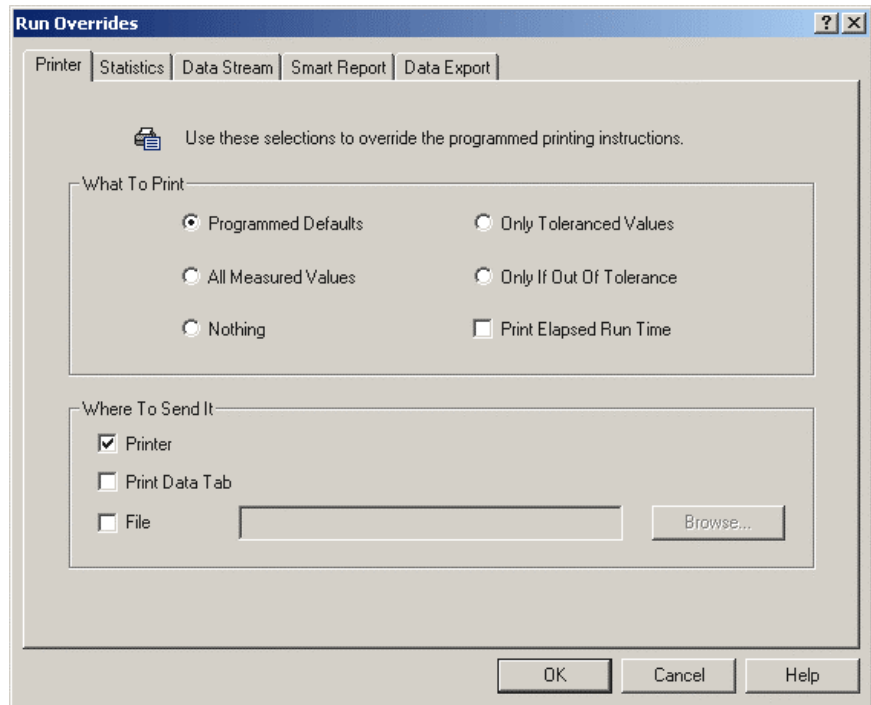 Run Overrides
Printer Statistics Data Stream Smart Report Data Export
Use these selections to override the programmed printing instructions.
What To Print
Programmed Defaults Only Toleranced Values
All Measured Values Only If Out Of Tolerance
Nothing Print Elapsed Run Time
Where To Send It
Printer
Print Data Tab
File Browse...
OK Cancel Help